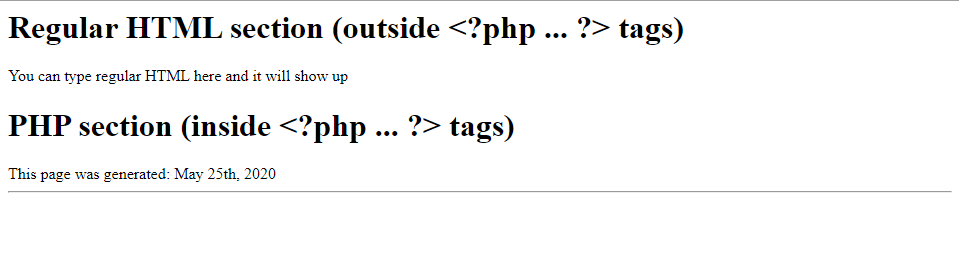 Regular HTML section (outside <?php ... ?> tags)
You can type regular HTML here and it will show up
PHP section (inside <?php ... ?> tags)
This page was generated: May 25th, 2020